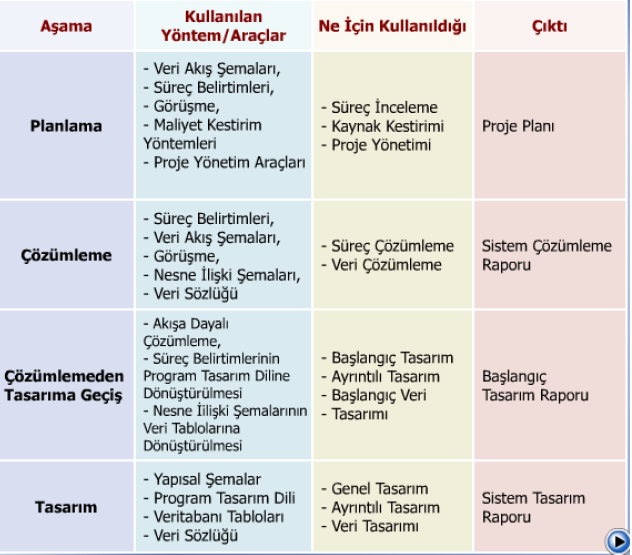 Aşama
Kullanılan
Yöntem/Araçlar
Ne İçin Kullanıldığı
Çıktı
Planlama
- Veri Akış Şemaları,
- Süreç Belirtimleri,
- Görüşme,
- Maliyet Kestirim
Yöntemleri
- Proje Yönetim Araçları
- Süreç İnceleme
- Kaynak Kestirimi
- Proje Yönetimi
Proje Planı
Çözümleme
- Süreç Belirtimleri,
- Veri Akış Şemaları,
- Görüşme,
- Nesne İlişki Şemaları,
- Veri Sözlüğü
- Süreç Çözümleme
- Veri Çözümleme
Sistem Çözümleme
Raporu
Çözümlemeden
Tasarıma Geçiş
- Akışa Dayalı
Çözümleme,
- Süreç Belirtimlerinin
Program Tasarım Diline
Dönüştürülmesi
- Nesne İilişki Şemalarının
Veri Tablolarına
Dönüştürülmesi
- Başlangıç Tasarım
- Ayrıntılı Tasarım
- Başlangıç Veri
- Tasarımı
Başlangıç
Tasarım Raporu
Tasarım
- Yapısal Şemalar
- Program Tasarım Dili
- Veritabanı Tabloları
- Veri Sözlüğü
- Genel Tasarım
- Ayrıntılı Tasarım
- Veri Tasarımı
Sistem Tasarım
Raporu